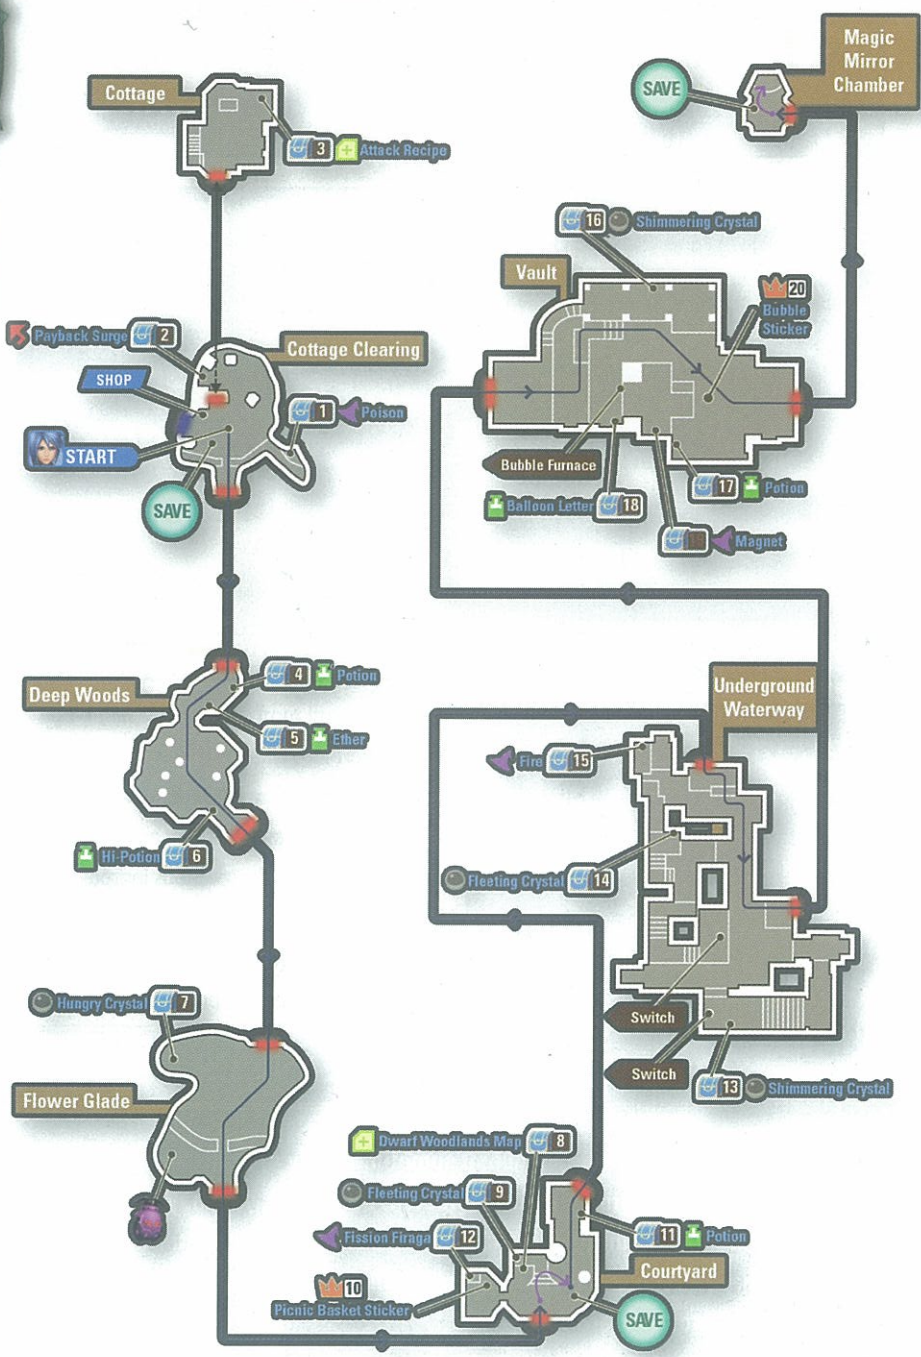 Cottage
3 Attack Recipe
Payback Surge 2
Cottage Clearing
SHOP
1 Poison
START
SAVE
Deep Woods
4 Potion
5 Ether
Hi-Potion 6
Hungry Crystal 7
Flower Glade
Dwarf Woodlands Map 8
Fleeting Crystal 9
Fission Firaga 12
11 Potion
10
Picnic Basket Sticker
Courtyard
SAVE
Magic
Mirror
Chamber
SAVE
16 Shimmering Crystal
Vault
20
Bubble
Sticker
Bubble Furnace
17 Potion
Balloon Letter 18
19 Magnet
Underground
Waterway
Fire 15
Fleeting Crystal 14
Switch
Switch
13 Shimmering Crystal